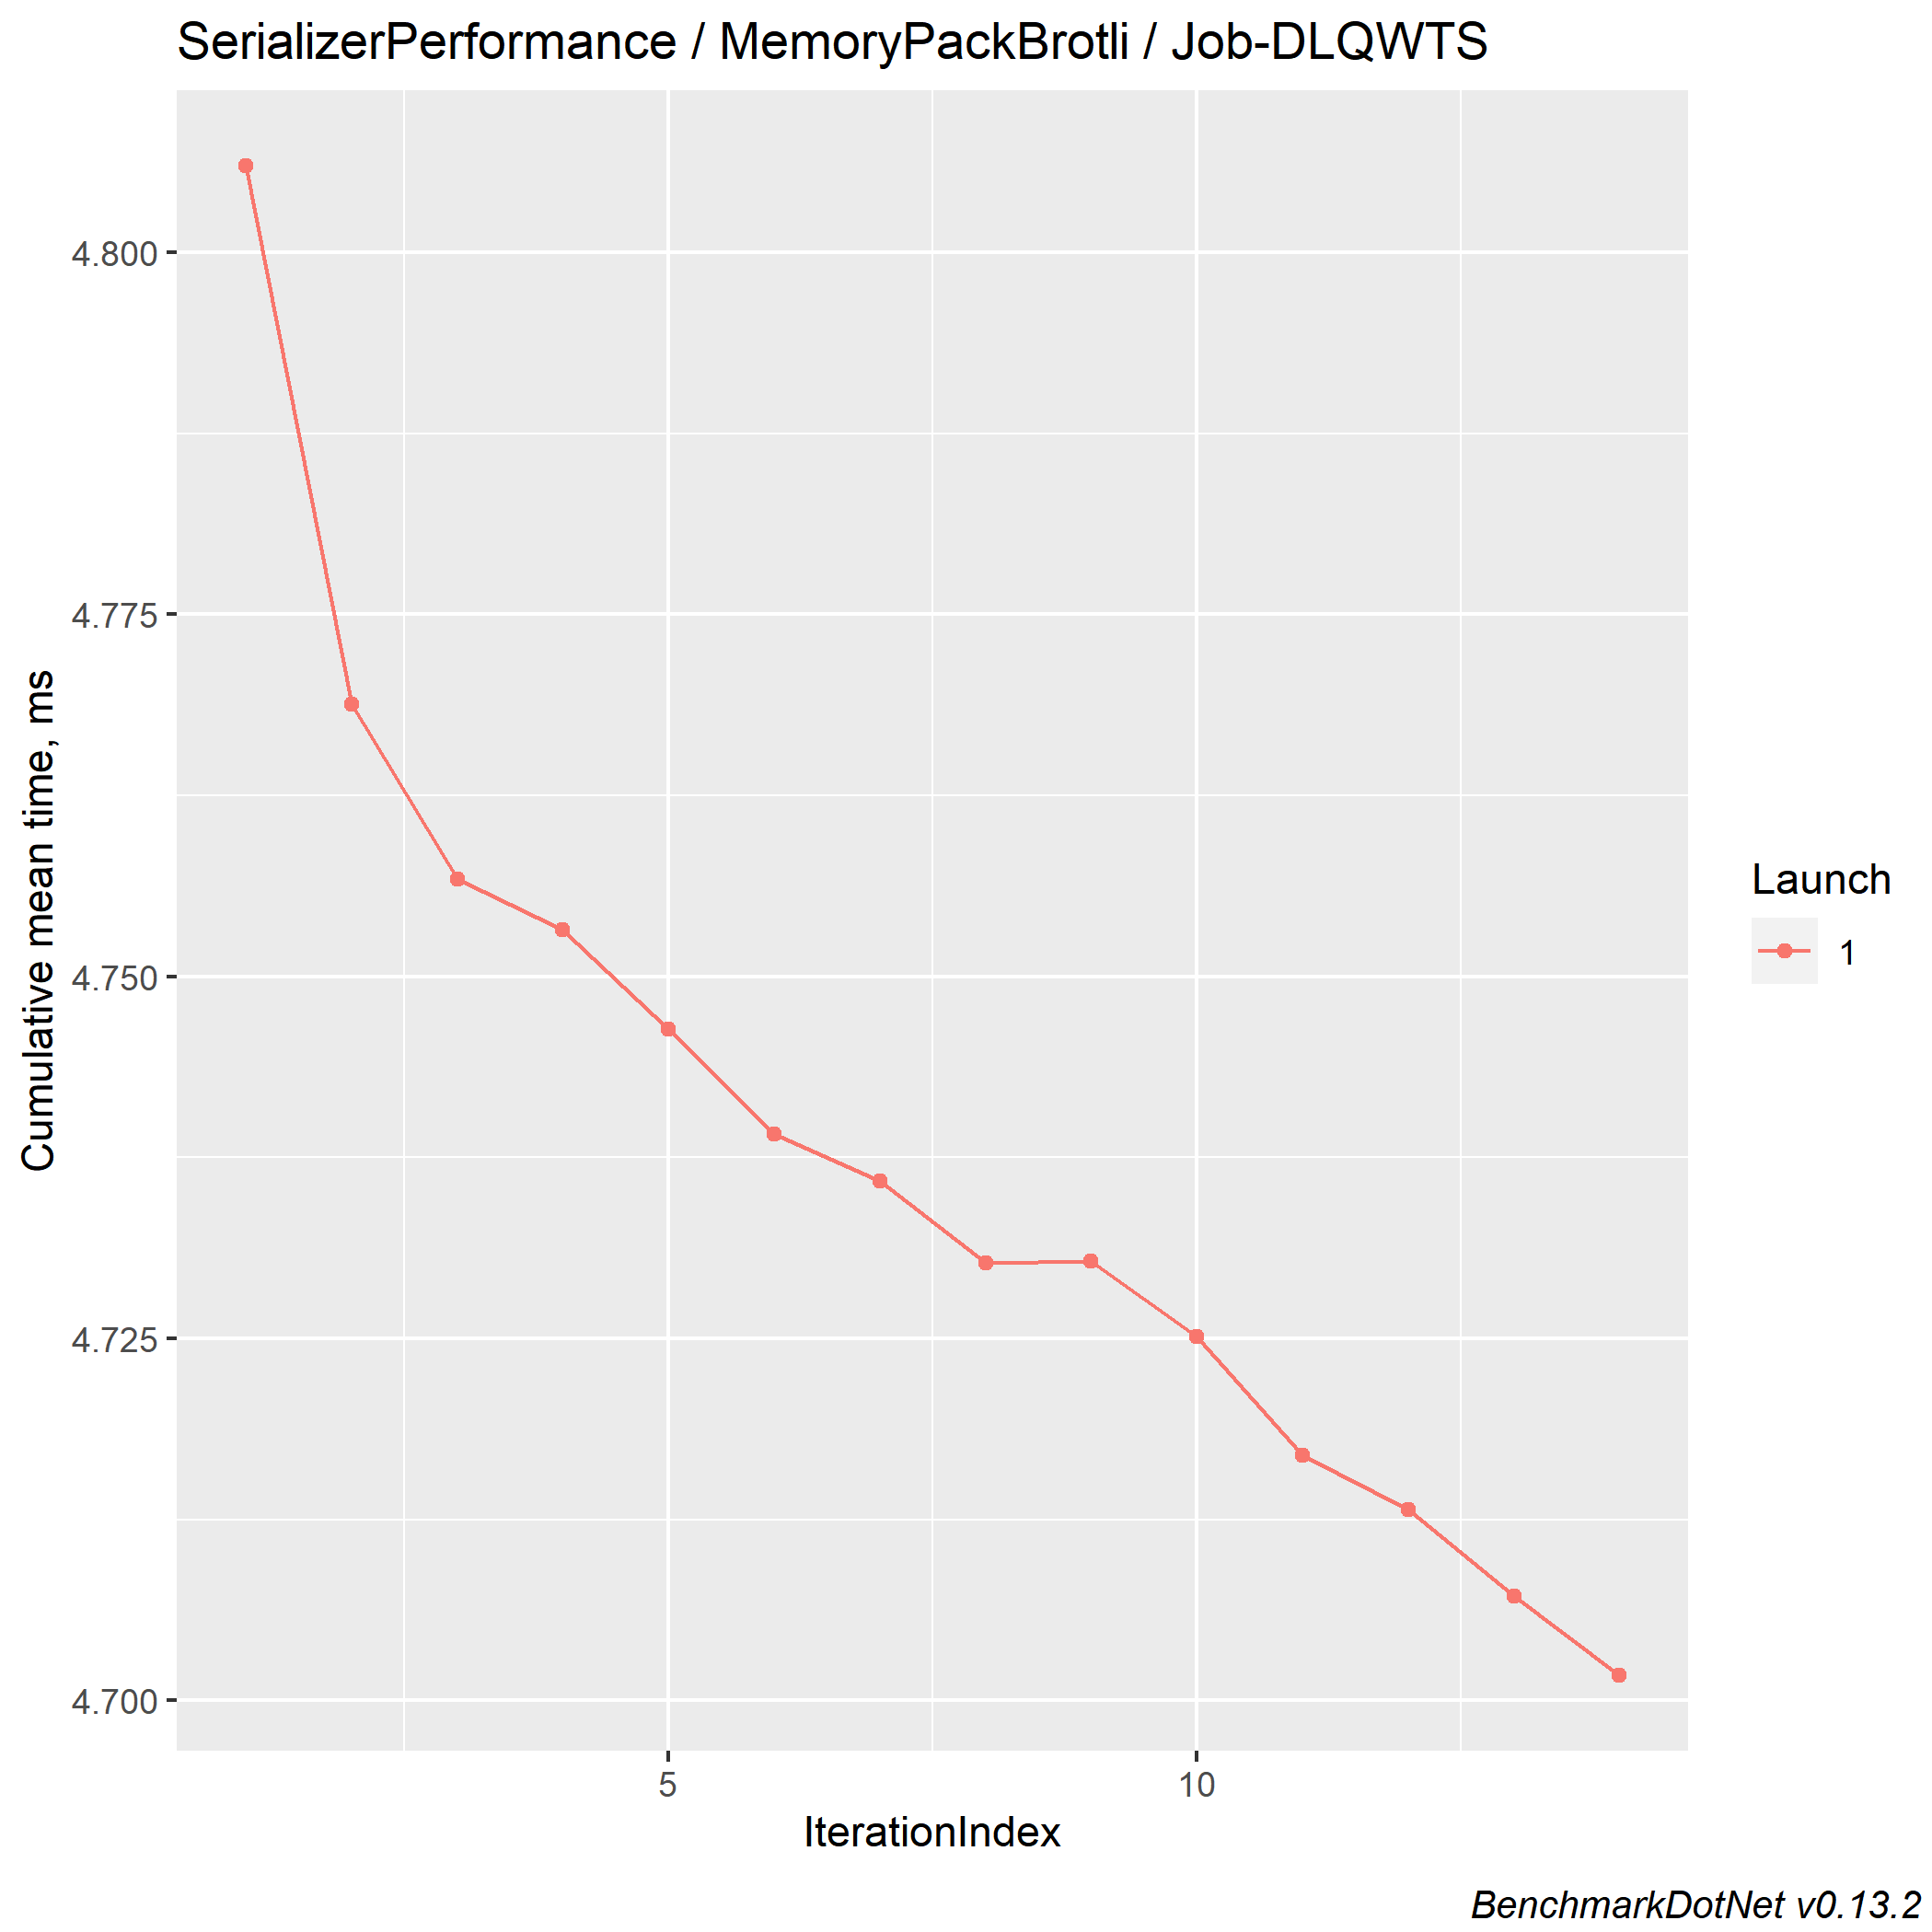 SerializerPerformance / MemoryPackBrotli / Job-DLQWTS
Cumulative mean time, ms
4.800
4.775
4.750
4.725
4.700
5
10
IterationIndex
Launch
1
BenchmarkDotNet v0.13.2